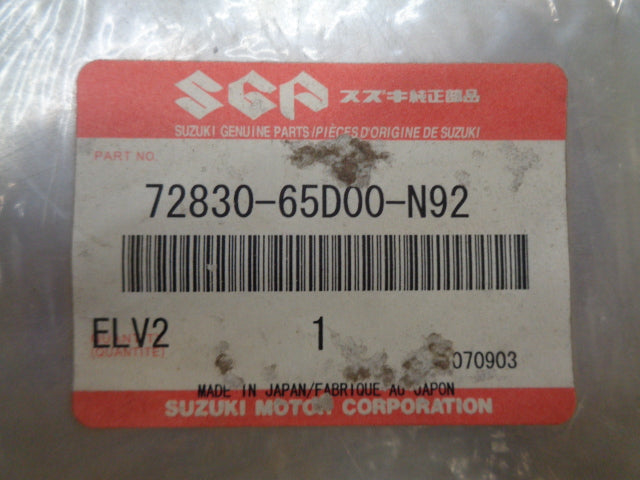 SGP スズキ純正部品
SUZUKI GENUINE PARTS/PIÈCES D'ORIGINE DE SUZUKI
PART NO.
72830-65D00-N92
ELV2 1
(QUANTITE)
070903
MADE IN JAPAN/FABRIQUE AU JAPON
SUZUKI MOTOR CORPORATION